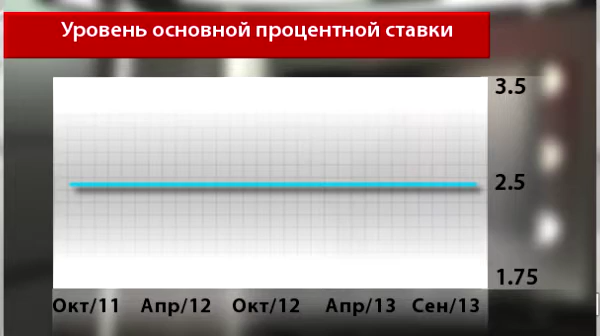 Уровень основной процентной ставки
3.5
2.5
1.75
Окт/11 Апр/12 Окт/12 Апр/13 Сен/13